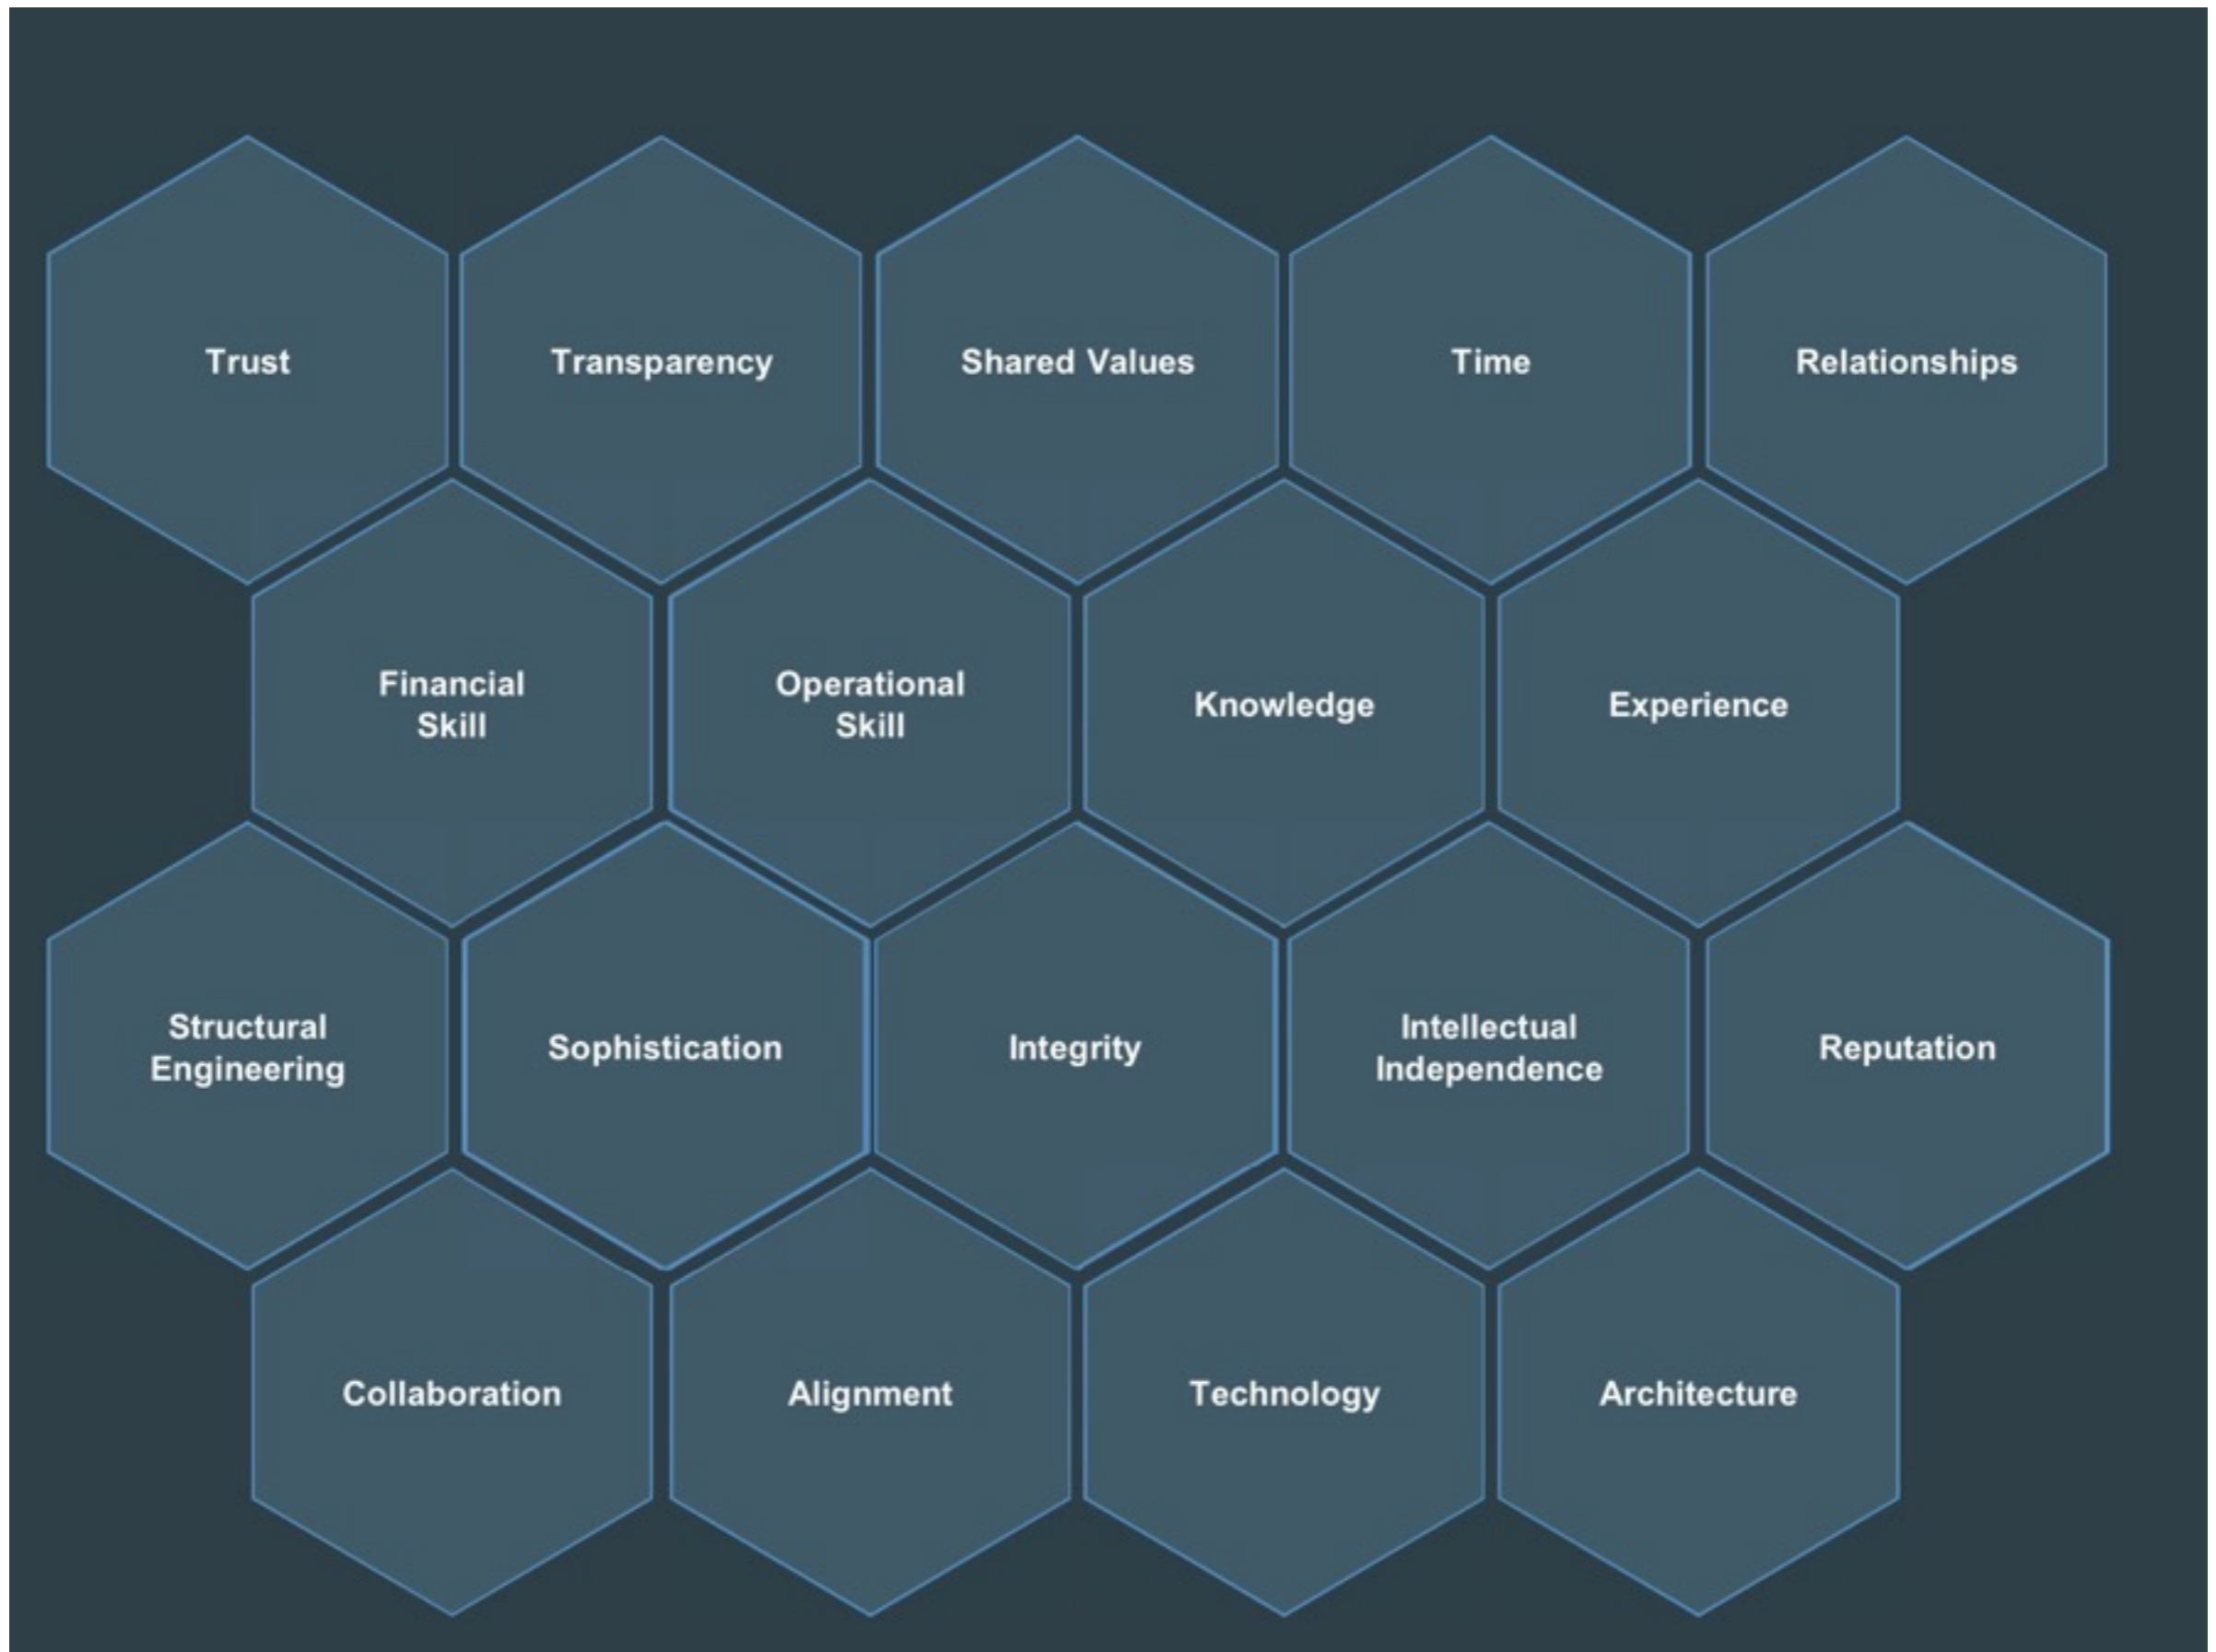 Trust
Transparency
Shared Values
Time
Relationships
Financial
Skill
Operational
Skill
Knowledge
Experience
Structural
Engineering
Sophistication
Integrity
Intellectual
Independence
Reputation
Collaboration
Alignment
Technology
Architecture